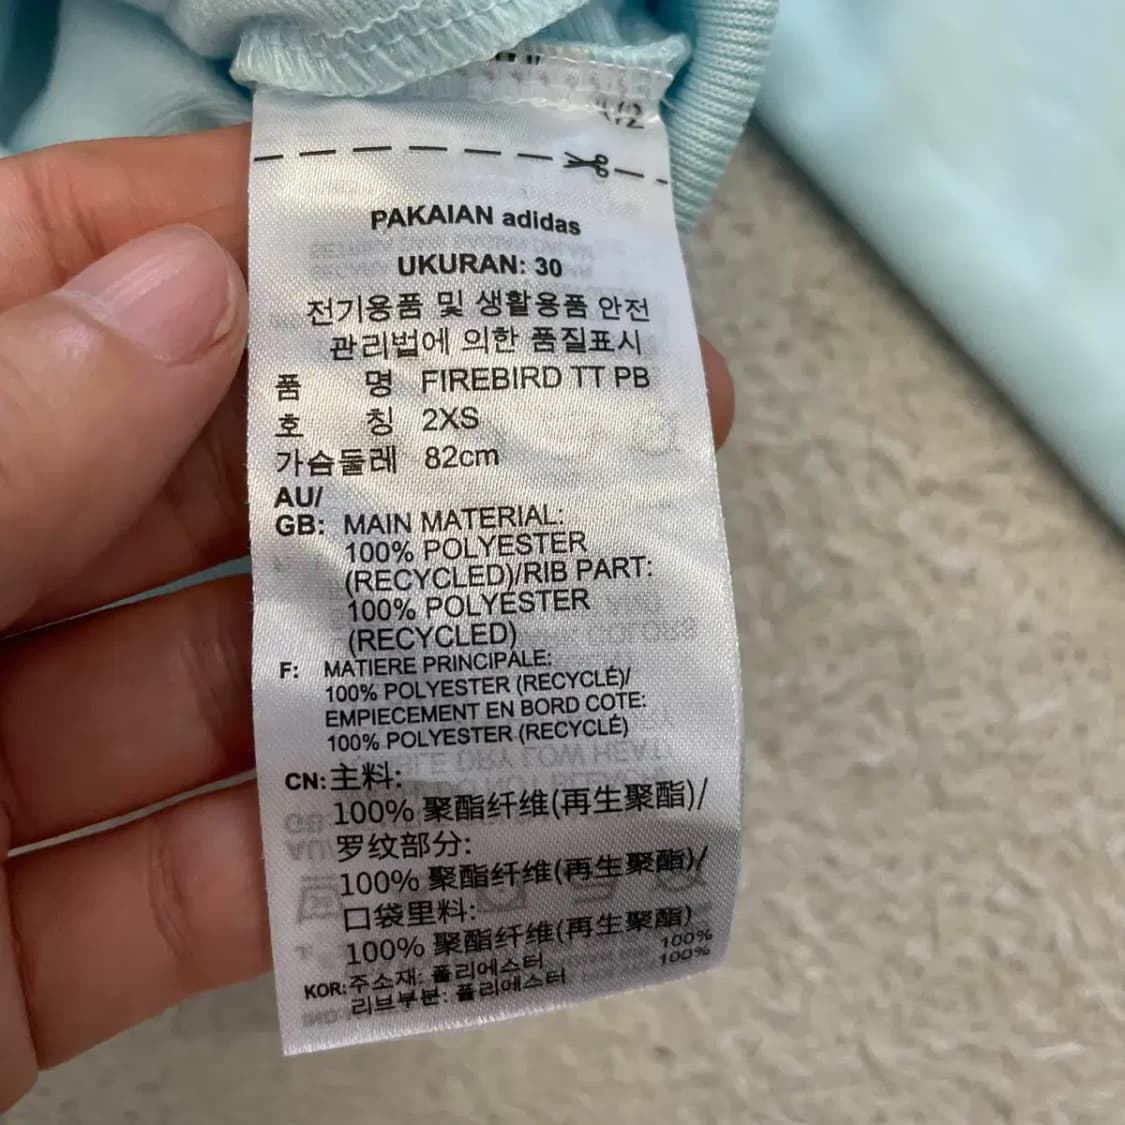 PAKAIAN adidas
UKURAN: 30
전기용품 및 생활용품 안전
관리법에 의한 품질표시
품 명 FIREBIRD TT PB
호 칭 2XS
가슴둘레 82cm
AU/
GB: MAIN MATERIAL:
100% POLYESTER
(RECYCLED)/RIB PART:
100% POLYESTER
(RECYCLED)
F: MATIERE PRINCIPALE:
100% POLYESTER (RECYCLÉ)/
EMPIECEMENT EN BORD COTE:
100% POLYESTER (RECYCLÉ)
CN: 主料:
100% 聚酯纤维(再生聚酯)/
罗纹部分:
100% 聚酯纤维(再生聚酯)/
口袋里料:
100% 聚酯纤维(再生聚酯)
KOR: 주소재: 폴리에스터 100%
리브부분: 폴리에스터 100%